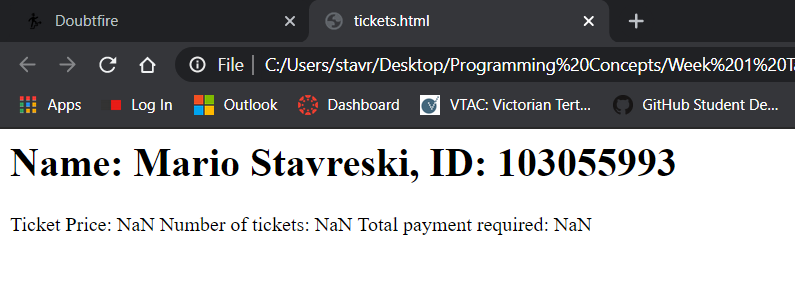 Doubtfire
tickets.html
File | C:/Users/stavr/Desktop/Programming%20Concepts/Week%201%20Ta
Apps Log In Outlook Dashboard VTAC: Victorian Tert... GitHub Student De...
Name: Mario Stavreski, ID: 103055993
Ticket Price: NaN Number of tickets: NaN Total payment required: NaN